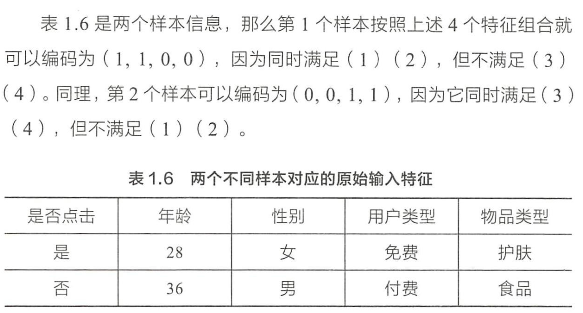 表 1.6 是两个样本信息，那么第 1 个样本按照上述 4 个特征组合就
可以编码为（1, 1, 0, 0），因为同时满足（1）（2），但不满足（3）
（4）。同理，第 2 个样本可以编码为（0, 0, 1, 1），因为它同时满足（3）
（4），但不满足（1）（2）。
表 1.6 两个不同样本对应的原始输入特征
是否点击 年龄 性别 用户类型 物品类型
是 28 女 免费 护肤
否 36 男 付费 食品